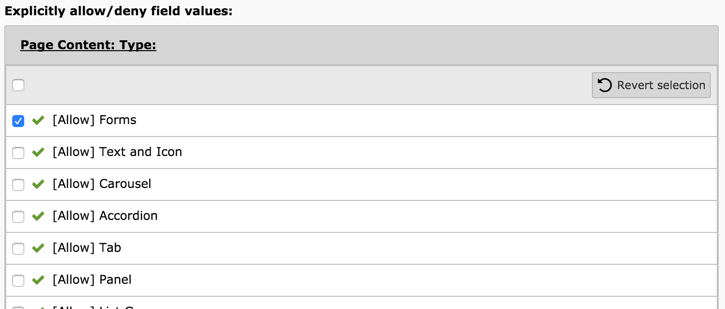 Explicitly allow/deny field values:
Page Content: Type:
Revert selection
[Allow] Forms
[Allow] Text and Icon
[Allow] Carousel
[Allow] Accordion
[Allow] Tab
[Allow] Panel